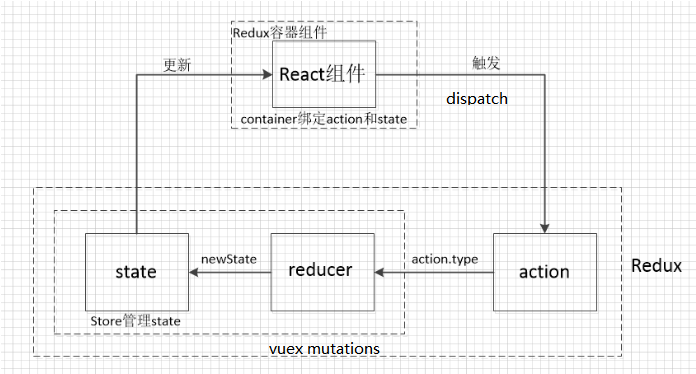 Redux容器组件
React组件
container绑定action和state
更新
触发
dispatch
state
newState
reducer
action.type
action
Redux
Store管理state
vuex mutations